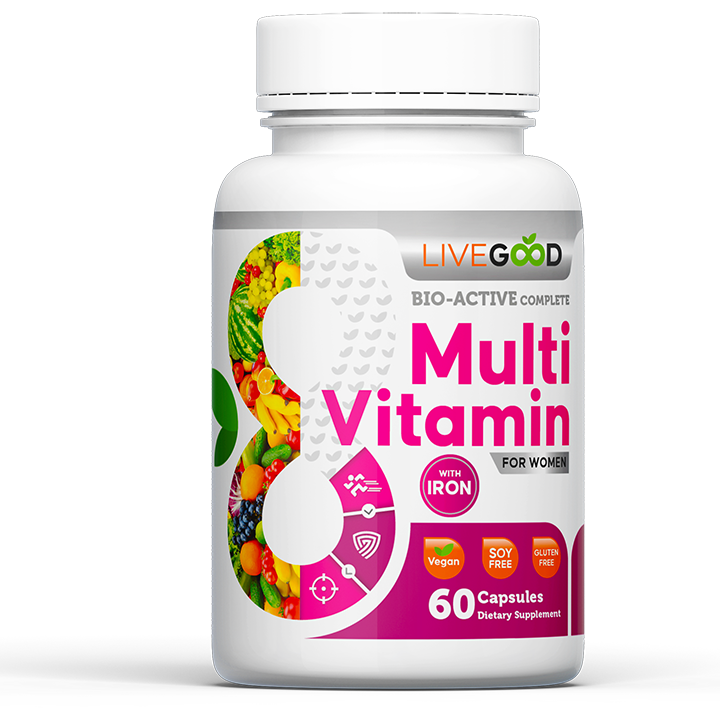 LIVEGOOD
BIO-ACTIVE COMPLETE
Multi
Vitamin
FOR WOMEN
WITH
IRON
Vegan
SOY
FREE
GLUTEN
FREE
60 Capsules
Dietary Supplement